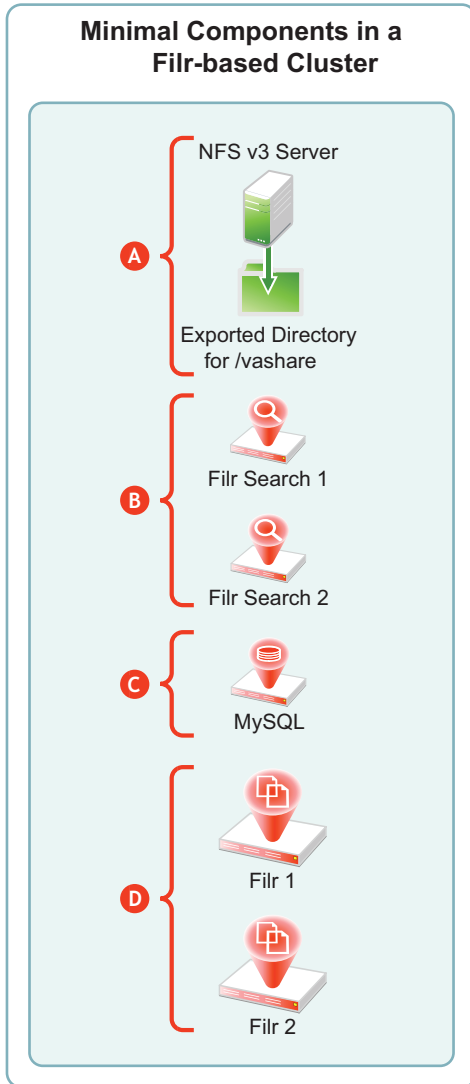 Minimal Components in a
Filr-based Cluster
NFS v3 Server
A
Exported Directory
for /vashare
Filr Search 1
B
Filr Search 2
C
MySQL
Filr 1
D
Filr 2